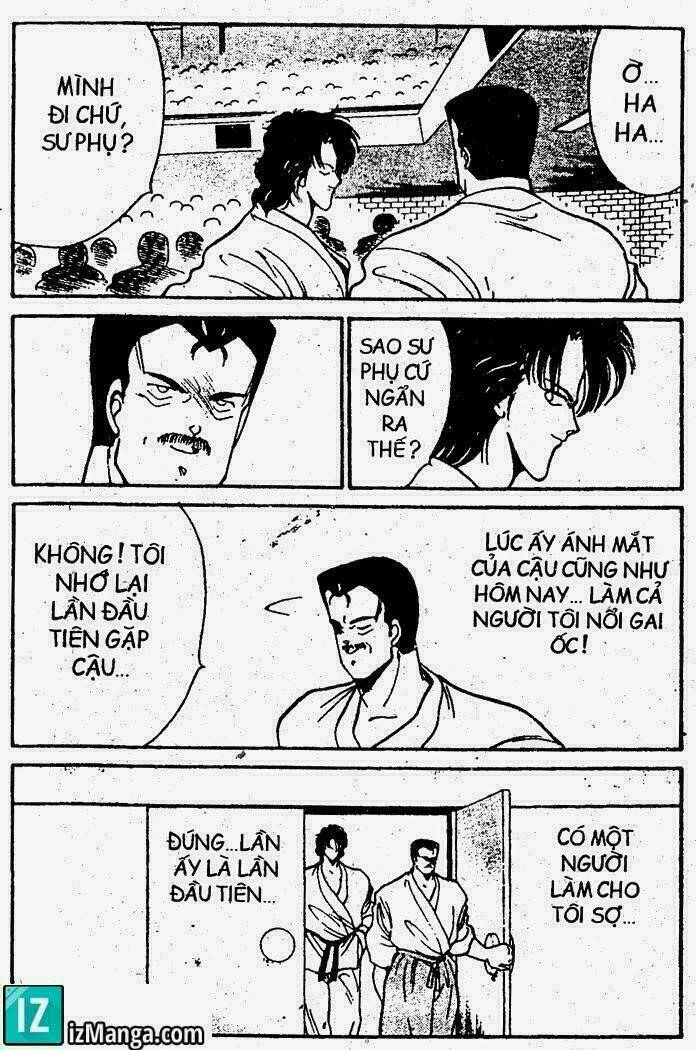 MÌNH
ĐI CHỨ,
SƯ PHỤ?
Ờ...
HA
HA...
SAO SƯ
PHỤ CỨ
NGẨN
RA
THẾ?
KHÔNG! TÔI
NHỚ LẠI
LẦN ĐẦU
TIÊN GẶP
CẬU...
LÚC ẤY ÁNH MẮT
CỦA CẬU CŨNG NHƯ
HÔM NAY... LÀM CẢ
NGƯỜI TÔI NỔI GAI
ỐC!
ĐÚNG...LẦN
ẤY LÀ LẦN
ĐẦU TIÊN...
CÓ MỘT
NGƯỜI
LÀM CHO
TÔI SỢ...
IZ
izManga.com